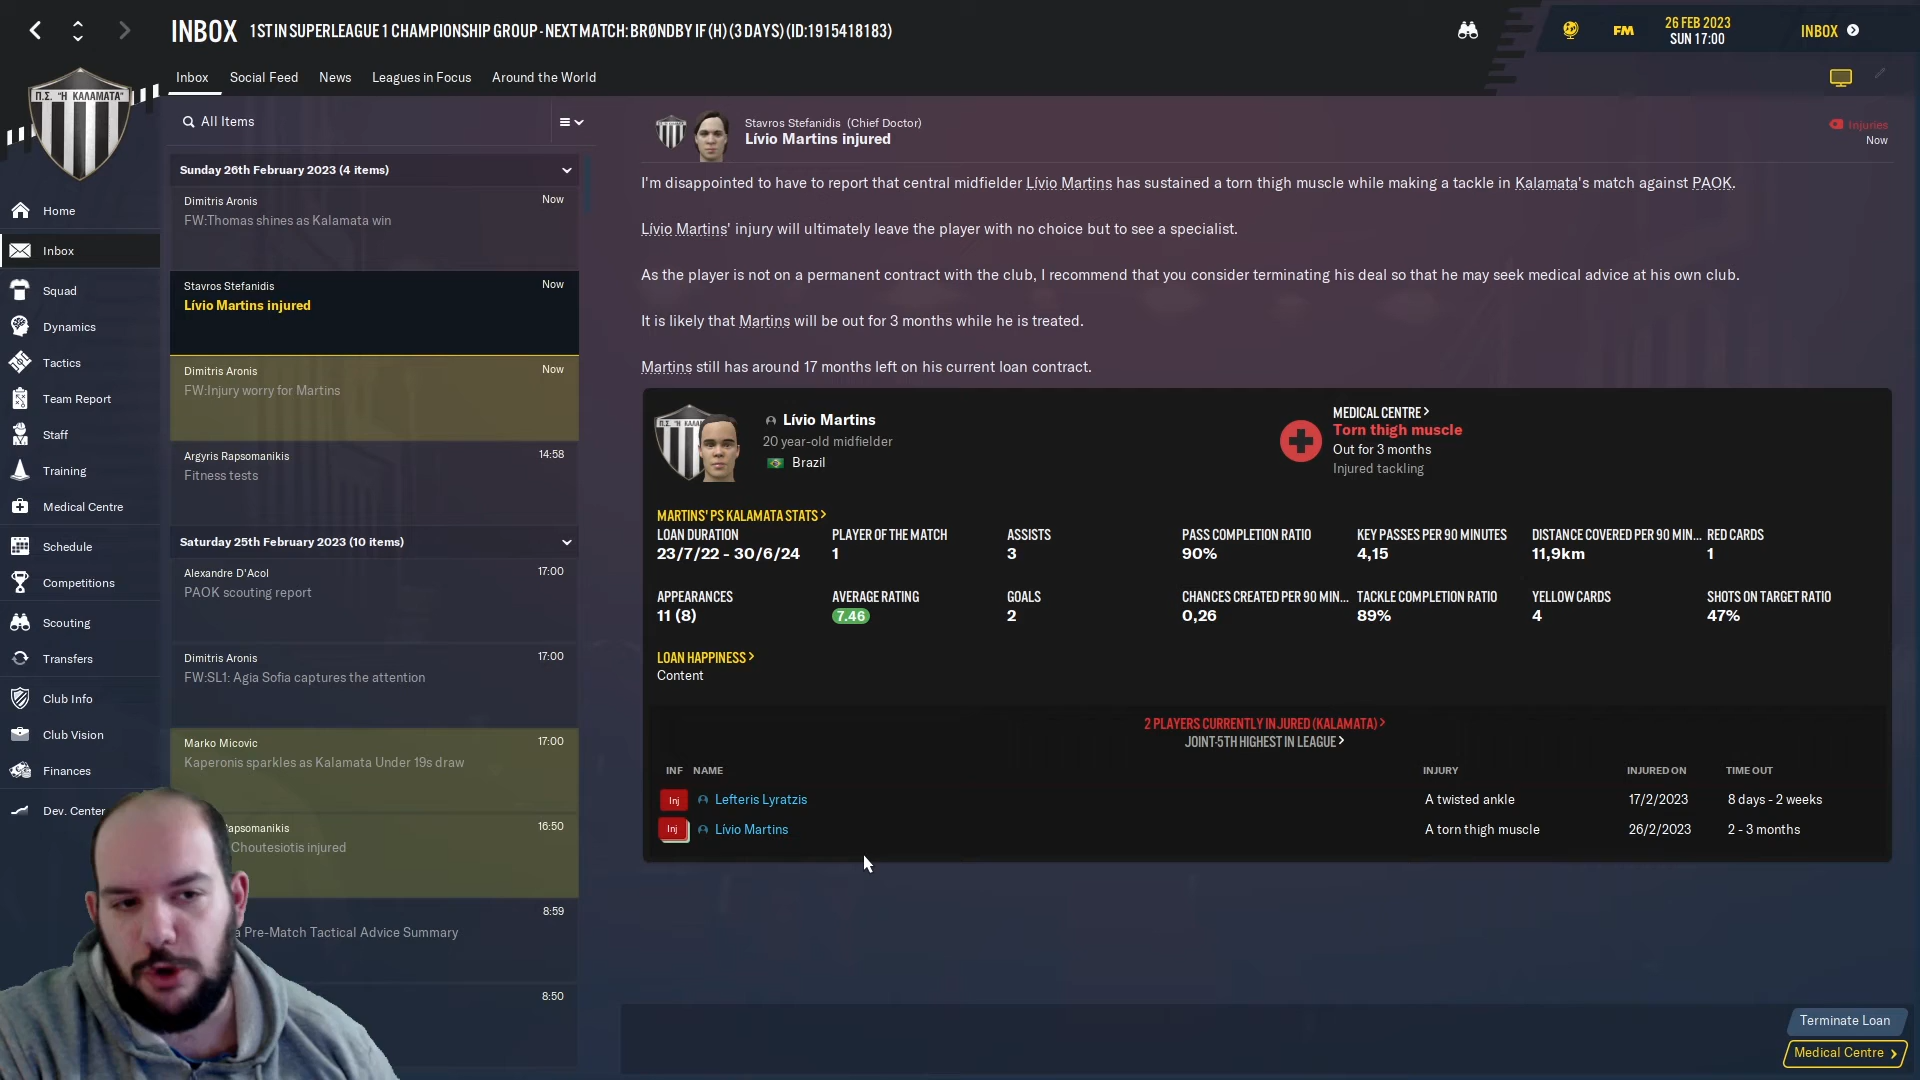 INBOX
1ST IN SUPERLEAGUE 1 CHAMPIONSHIP GROUP - NEXT MATCH: BRØNDBY IF (H) (3 DAYS) (ID:1915418183)
FM
26 FEB 2023
SUN 17:00
INBOX
Inbox
Social Feed
News
Leagues in Focus
Around the World
Π.Σ. "Η ΚΑΛΑΜΑΤΑ"
Home
Inbox
Squad
Dynamics
Tactics
Team Report
Staff
Training
Medical Centre
Schedule
Competitions
Scouting
Transfers
Club Info
Club Vision
Finances
Dev. Center
All Items
Sunday 26th February 2023 (4 items)
Dimitris Aronis Now
FW:Thomas shines as Kalamata win
Stavros Stefanidis Now
Lívio Martins injured
Dimitris Aronis Now
FW:Injury worry for Martins
Argyris Rapsomanikis 14:58
Fitness tests
Saturday 25th February 2023 (10 items)
Alexandre D'Acol 17:00
PAOK scouting report
Dimitris Aronis 17:00
FW:SL1: Agia Sofia captures the attention
Marko Micovic 17:00
Kaperonis sparkles as Kalamata Under 19s draw
apsomanikis 16:50
Choutesiotis injured
8:59
a Pre-Match Tactical Advice Summary
8:50
Stavros Stefanidis (Chief Doctor)
Lívio Martins injured
Injuries
Now
I'm disappointed to have to report that central midfielder Lívio Martins has sustained a torn thigh muscle while making a tackle in Kalamata's match against PAOK.
Lívio Martins' injury will ultimately leave the player with no choice but to see a specialist.
As the player is not on a permanent contract with the club, I recommend that you consider terminating his deal so that he may seek medical advice at his own club.
It is likely that Martins will be out for 3 months while he is treated.
Martins still has around 17 months left on his current loan contract.
Lívio Martins
20 year-old midfielder
Brazil
MEDICAL CENTRE
Torn thigh muscle
Out for 3 months
Injured tackling
MARTINS' PS KALAMATA STATS
LOAN DURATION PLAYER OF THE MATCH ASSISTS PASS COMPLETION RATIO KEY PASSES PER 90 MINUTES DISTANCE COVERED PER 90 MIN... RED CARDS
23/7/22 - 30/6/24 1 3 90% 4,15 11,9km 1
APPEARANCES AVERAGE RATING GOALS CHANCES CREATED PER 90 MIN... TACKLE COMPLETION RATIO YELLOW CARDS SHOTS ON TARGET RATIO
11 (8) 7.46 2 0,26 89% 4 47%
LOAN HAPPINESS
Content
2 PLAYERS CURRENTLY INJURED (KALAMATA)
JOINT-5TH HIGHEST IN LEAGUE
INF NAME INJURY INJURED ON TIME OUT
Inj Lefteris Lyratzis A twisted ankle 17/2/2023 8 days - 2 weeks
Inj Lívio Martins A torn thigh muscle 26/2/2023 2 - 3 months
Terminate Loan
Medical Centre